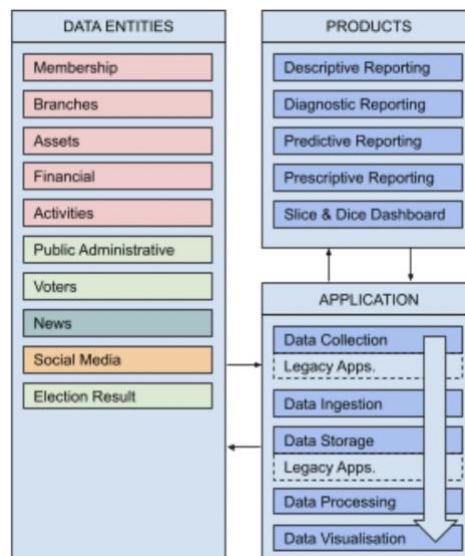 DATA ENTITIES
Membership
Branches
Assets
Financial
Activities
Public Administrative
Voters
News
Social Media
Election Result
PRODUCTS
Descriptive Reporting
Diagnostic Reporting
Predictive Reporting
Prescriptive Reporting
Slice & Dice Dashboard
APPLICATION
Data Collection
Legacy Apps.
Data Ingestion
Data Storage
Legacy Apps.
Data Processing
Data Visualisation